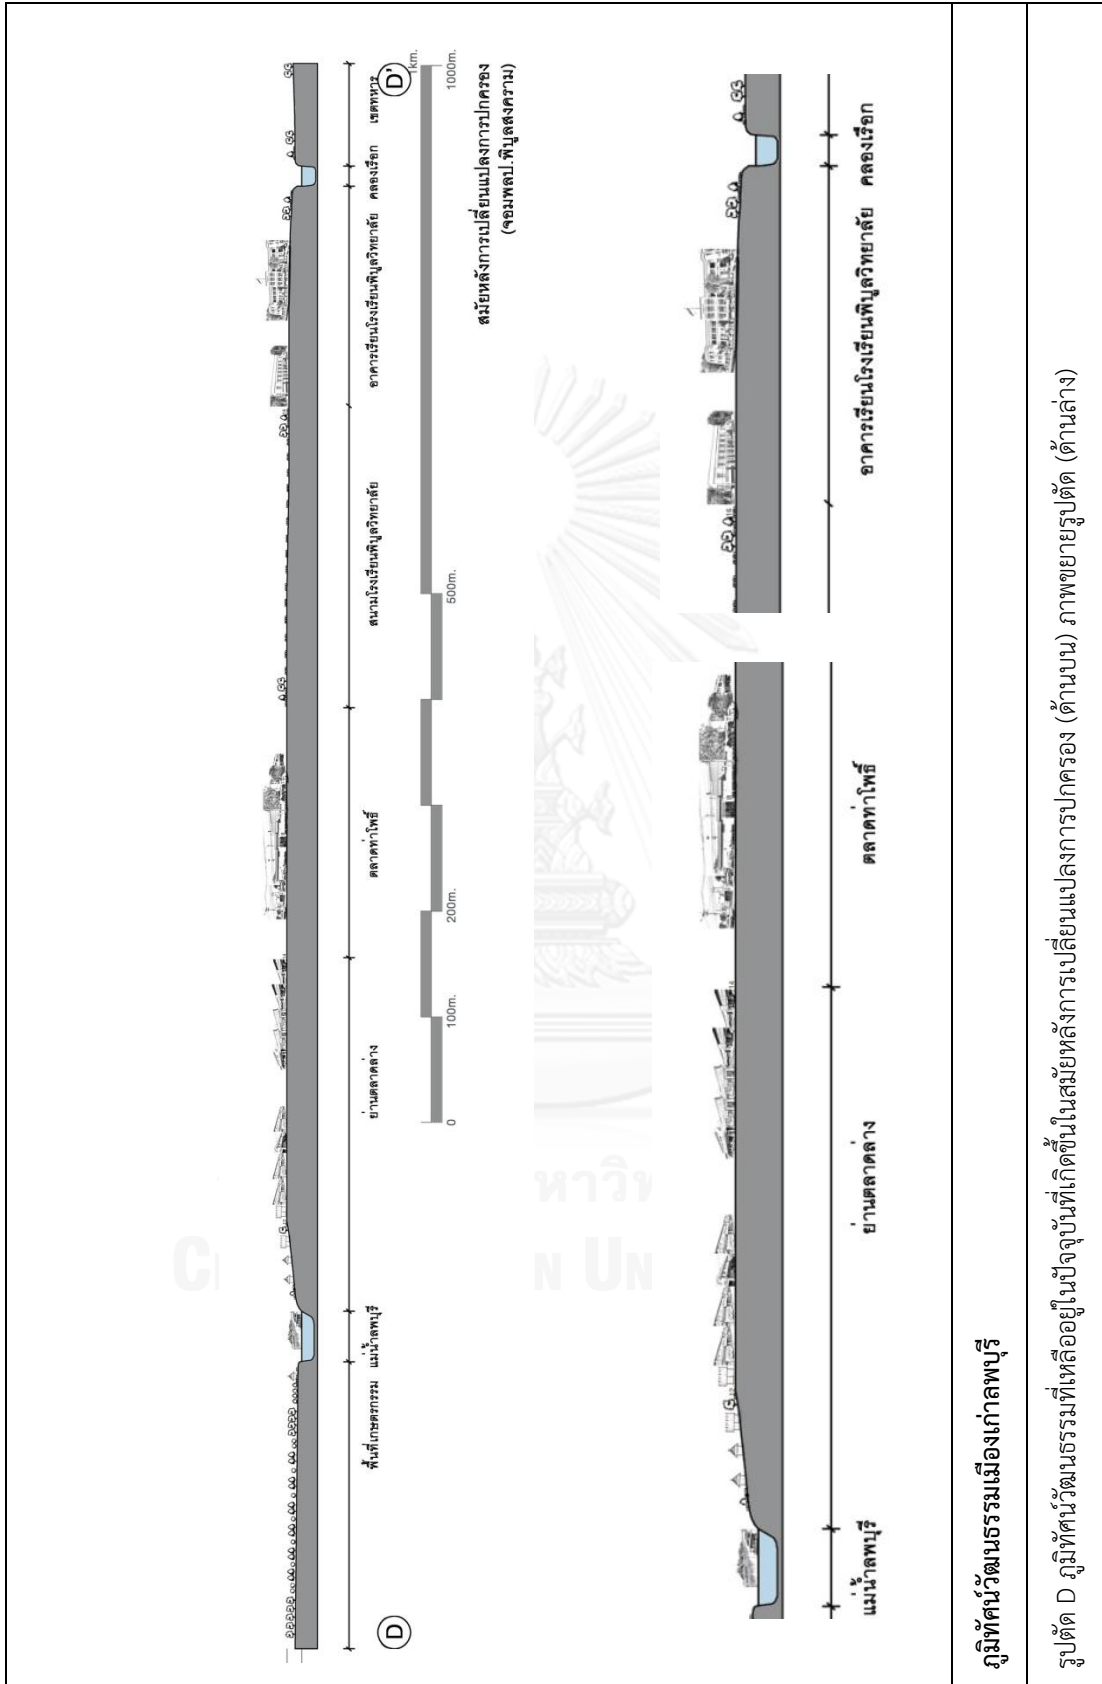 D
พื้นที่เกษตรกรรม
แม่น้ำลพบุรี
ย่านตลาดล่าง
ตลาดท่าโพธิ์
สนามโรงเรียนพิบูลวิทยาลัย
อาคารเรียนโรงเรียนพิบูลวิทยาลัย
คลองเรือก
เขตทหาร
D'
1km.
0
100m.
200m.
500m.
1000m.
สมัยหลังการเปลี่ยนแปลงการปกครอง
(จอมพลป.พิบูลสงคราม)
แม่น้ำลพบุรี
ย่านตลาดล่าง
ตลาดท่าโพธิ์
อาคารเรียนโรงเรียนพิบูลวิทยาลัย
คลองเรือก
ภูมิทัศน์วัฒนธรรมเมืองเก่าลพบุรี
รูปตัด D ภูมิทัศน์วัฒนธรรมที่เหลืออยู่ในปัจจุบันที่เกิดขึ้นในสมัยหลังการเปลี่ยนแปลงการปกครอง (ด้านบน) ภาพขยายรูปตัด (ด้านล่าง)